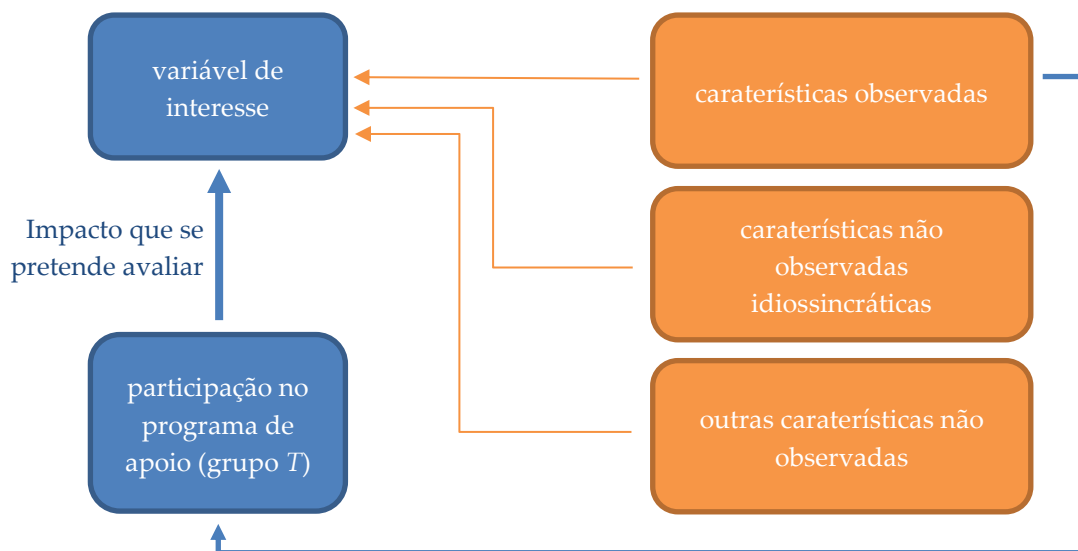 variável de
interesse
caraterísticas observadas
Impacto que se
pretende avaliar
caraterísticas não
observadas
idiossincráticas
participação no
programa de
apoio (grupo T)
outras caraterísticas não
observadas